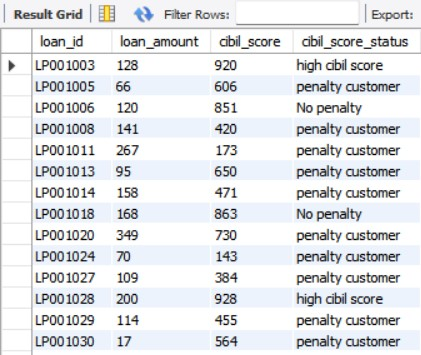 Result Grid Filter Rows: Export:
loan_id loan_amount cibil_score cibil_score_status
LP001003 128 920 high cibil score
LP001005 66 606 penalty customer
LP001006 120 851 No penalty
LP001008 141 420 penalty customer
LP001011 267 173 penalty customer
LP001013 95 650 penalty customer
LP001014 158 471 penalty customer
LP001018 168 863 No penalty
LP001020 349 730 penalty customer
LP001024 70 143 penalty customer
LP001027 109 384 penalty customer
LP001028 200 928 high cibil score
LP001029 114 455 penalty customer
LP001030 17 564 penalty customer